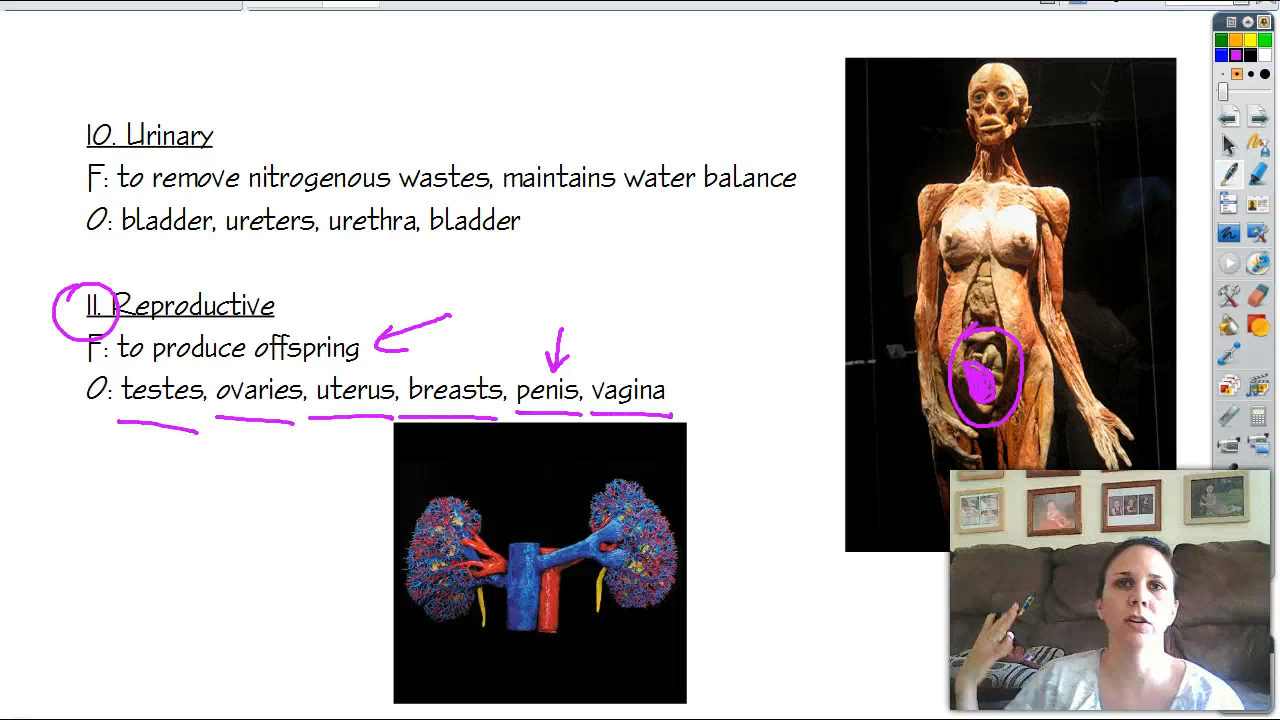 10. Urinary
F: to remove nitrogenous wastes, maintains water balance
O: bladder, ureters, urethra, bladder
11. Reproductive
F: to produce offspring
O: testes, ovaries, uterus, breasts, penis, vagina